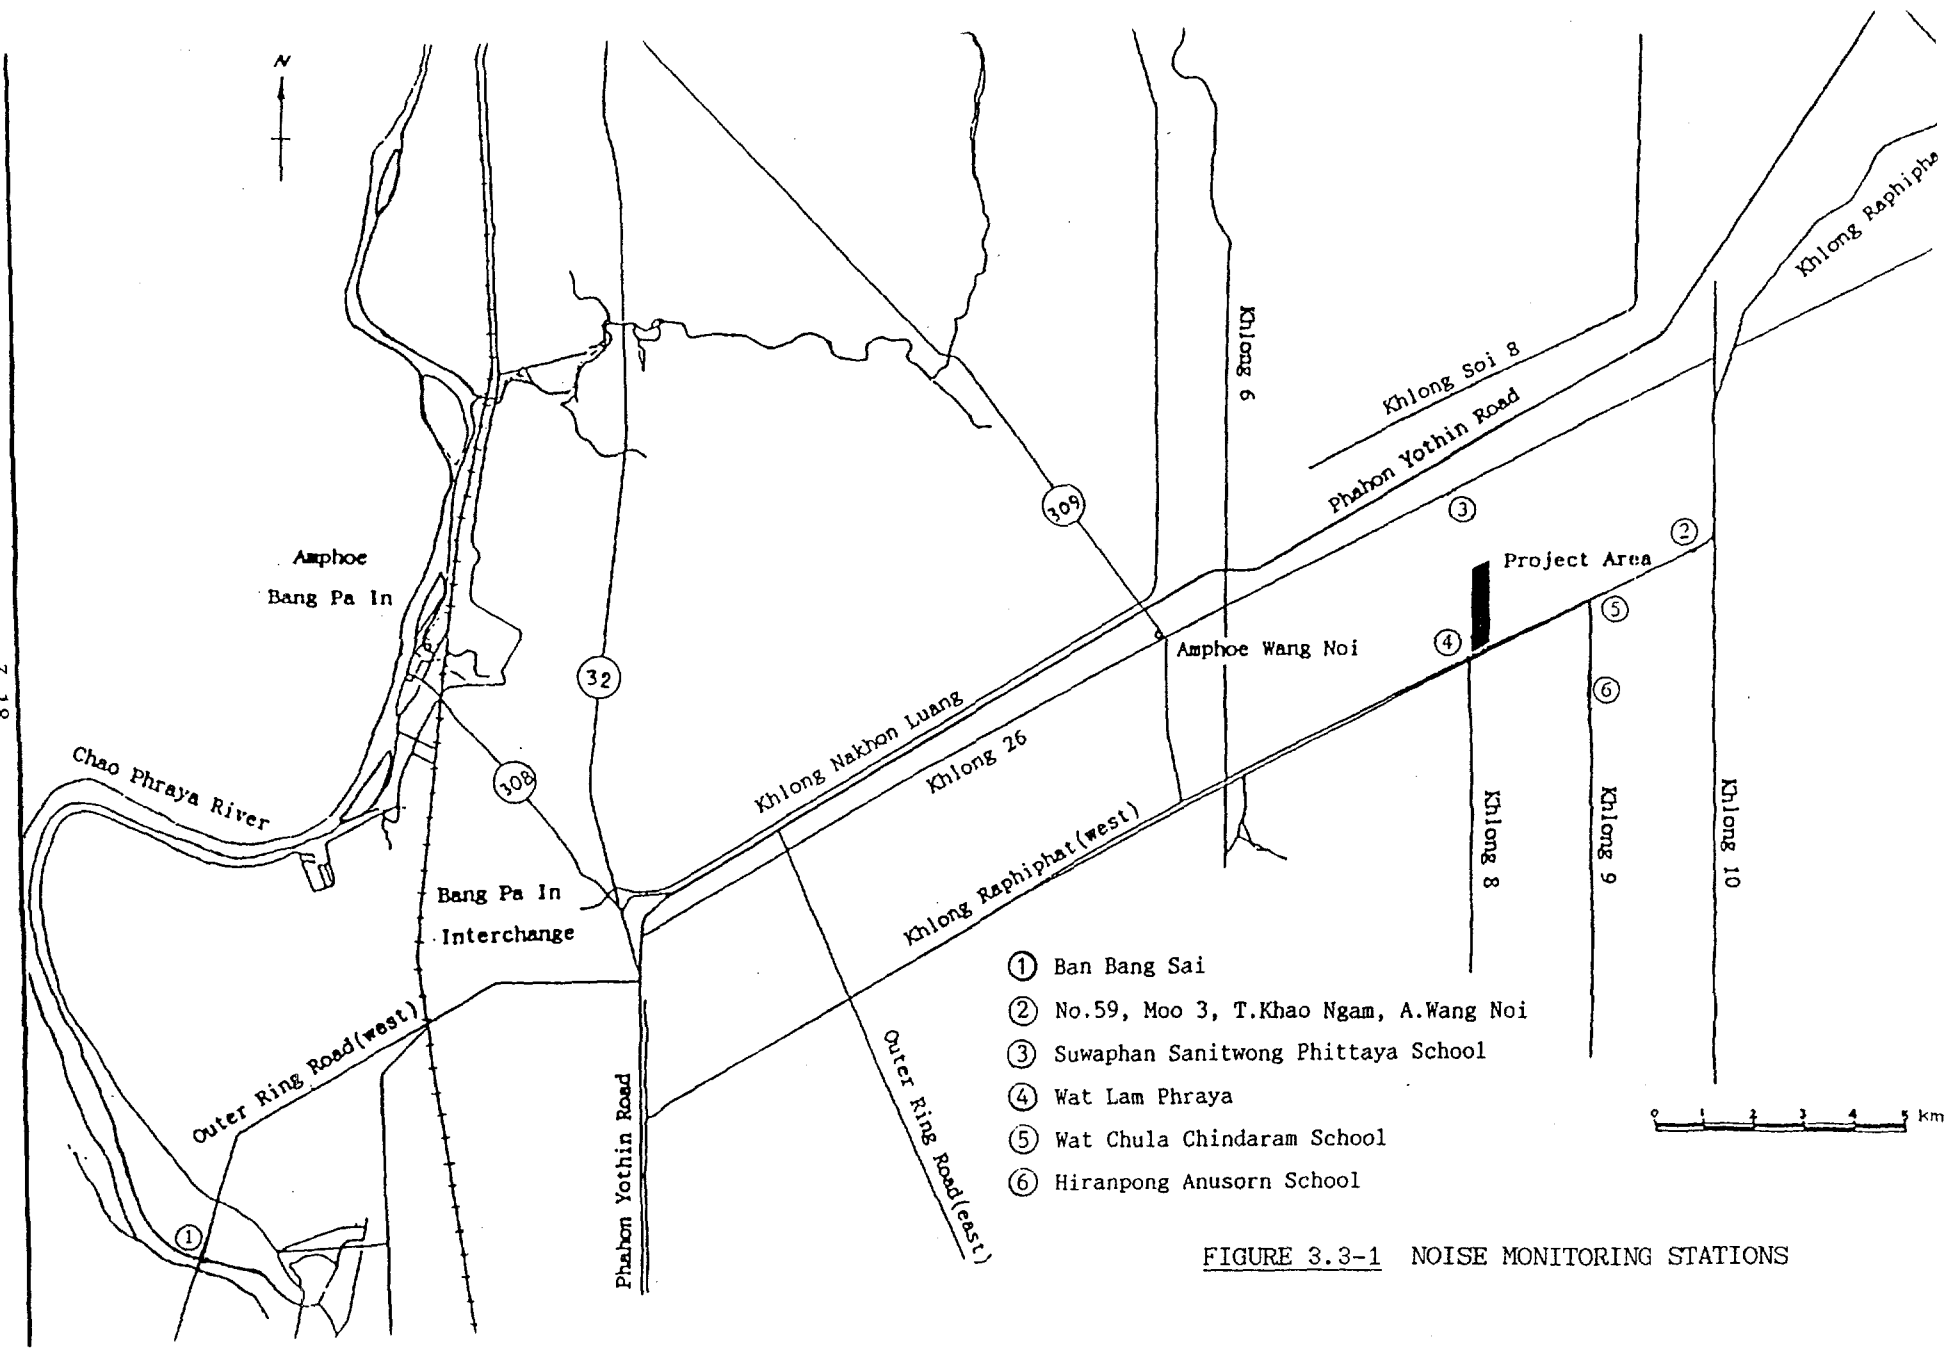 N
Khlong Raphipha
Khlong 6
Khlong Soi 8
Phahon Yothin Road
309
3
2
Project Area
Amphoe
Bang Pa In
5
4
Amphoe Wang Noi
32
6
Khlong Nakhon Luang
Khlong 26
308
Chao Phraya River
Khlong Raphiphat(west)
Khlong 8
Khlong 9
Khlong 10
Bang Pa In
Interchange
Outer Ring Road(west)
Outer Ring Road(east)
Phahon Yothin Road
1
1 Ban Bang Sai
2 No.59, Moo 3, T.Khao Ngam, A.Wang Noi
3 Suwaphan Sanitwong Phittaya School
4 Wat Lam Phraya
5 Wat Chula Chindaram School
6 Hiranpong Anusorn School
0 1 2 3 4 5 km
FIGURE 3.3-1 NOISE MONITORING STATIONS